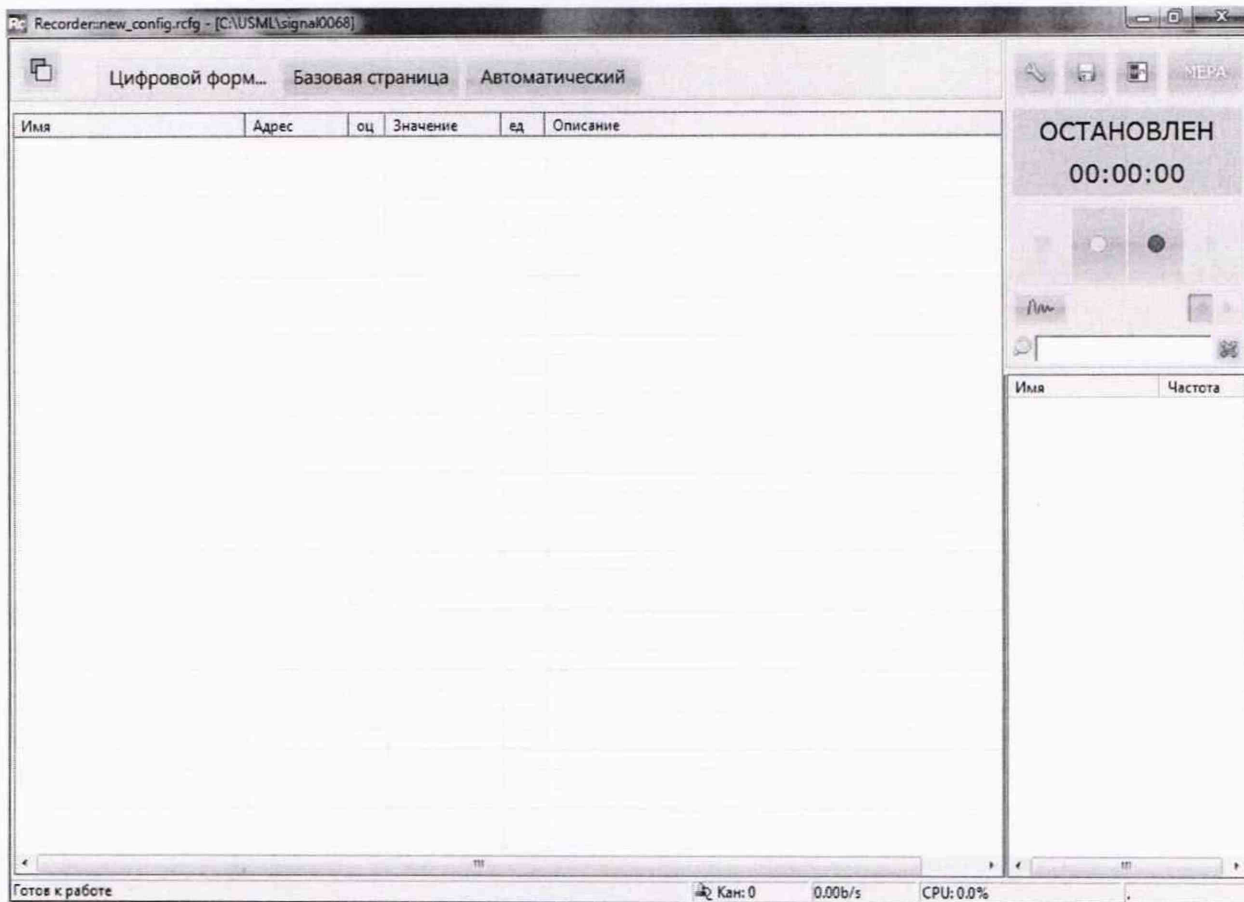 Recorder::new_config.rcfg - [C:\USML\signal0068]
Цифровой форм... Базовая страница Автоматический
МЕРА
ОСТАНОВЛЕН
00:00:00
Имя Адрес оц Значение ед Описание
Имя Частота
Готов к работе Кан: 0 0.00b/s CPU: 0.0%